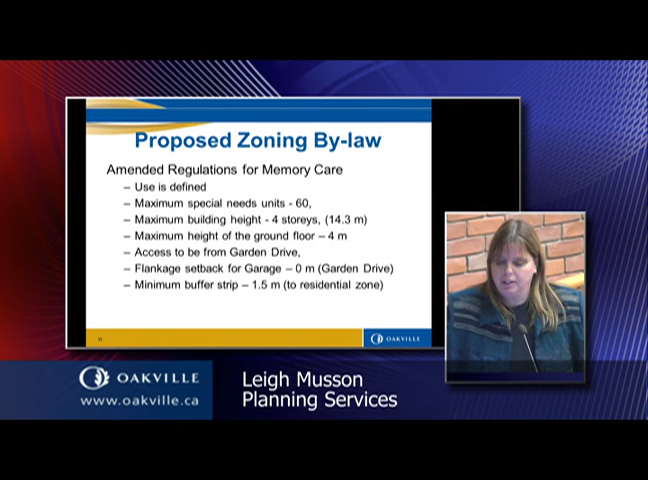 Proposed Zoning By-law
Amended Regulations for Memory Care
– Use is defined
– Maximum special needs units - 60,
– Maximum building height - 4 storeys, (14.3 m)
– Maximum height of the ground floor – 4 m
– Access to be from Garden Drive,
– Flankage setback for Garage – 0 m (Garden Drive)
– Minimum buffer strip – 1.5 m (to residential zone)
OAKVILLE
OAKVILLE
www.oakville.ca
Leigh Musson
Planning Services